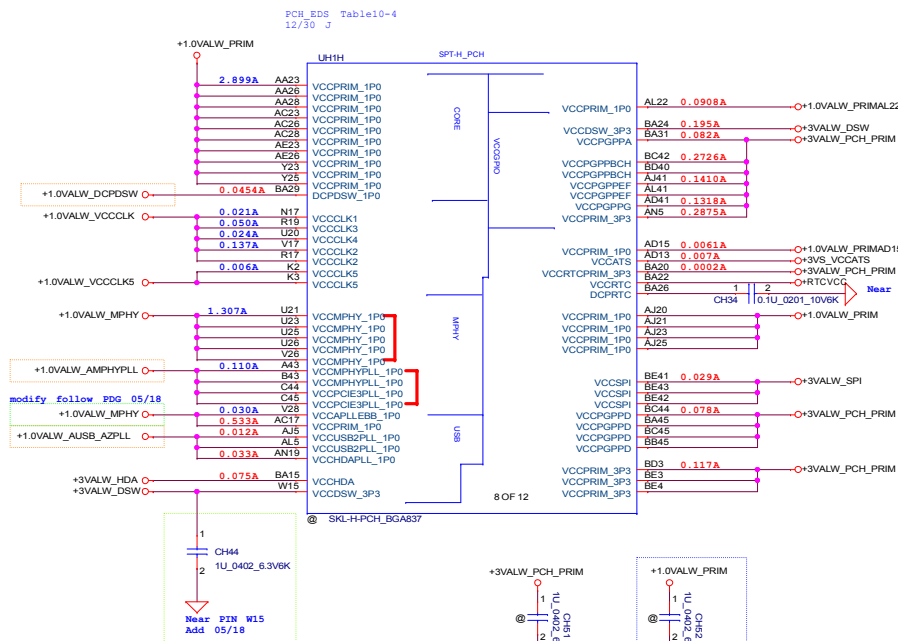 PCH_EDS Table10-4
12/30 J
+1.0VALW_PRIM
UH1H
SPT-H_PCH
2.899A AA23 VCCPRIM_1P0
AA26 VCCPRIM_1P0
AA28 VCCPRIM_1P0
AC23 VCCPRIM_1P0
AC26 VCCPRIM_1P0
AC28 VCCPRIM_1P0
AE23 VCCPRIM_1P0
AE26 VCCPRIM_1P0
Y23 VCCPRIM_1P0
Y25 VCCPRIM_1P0
+1.0VALW_DCPDSW 0.0454A BA29 DCPDSW_1P0
+1.0VALW_VCCCLK 0.021A N17 VCCCLK1
0.050A R19 VCCCLK3
0.024A U20 VCCCLK4
0.137A V17 VCCCLK2
R17 VCCCLK2
+1.0VALW_VCCCLK5 0.006A K2 VCCCLK5
K3 VCCCLK5
+1.0VALW_MPHY 1.307A U21 VCCMPHY_1P0
U23 VCCMPHY_1P0
U25 VCCMPHY_1P0
U26 VCCMPHY_1P0
V26 VCCMPHY_1P0
+1.0VALW_AMPHYPLL 0.110A A43 VCCMPHYPLL_1P0
B43 VCCMPHYPLL_1P0
C44 VCCPCIE3PLL_1P0
C45 VCCPCIE3PLL_1P0
modify follow PDG 05/18
+1.0VALW_MPHY 0.030A V28 VCCAPLLEBB_1P0
0.533A AC17 VCCPRIM_1P0
+1.0VALW_AUSB_AZPLL 0.012A AJ5 VCCUSB2PLL_1P0
AL5 VCCUSB2PLL_1P0
0.033A AN19 VCCHDAPLL_1P0
+3VALW_HDA 0.075A BA15 VCCHDA
+3VALW_DSW W15 VCCDSW_3P3
CORE
VCCGPIO
MPHY
USB
VCCPRIM_1P0 AL22 0.0908A +1.0VALW_PRIMAL22
VCCDSW_3P3 BA24 0.195A +3VALW_DSW
VCCPGPPA BA31 0.082A +3VALW_PCH_PRIM
VCCPGPPBCH BC42 0.2726A
VCCPGPPBCH BD40
VCCPGPPEF AJ41 0.1410A
VCCPGPPEF AL41
VCCPGPPG AD41 0.1318A
VCCPRIM_3P3 AN5 0.2875A
VCCPRIM_1P0 AD15 0.0061A +1.0VALW_PRIMAD15
VCCATS AD13 0.007A +3VS_VCCATS
VCCRTCPRIM_3P3 BA20 0.0002A +3VALW_PCH_PRIM
VCCRTC BA22 +RTCVCC
DCPRTC BA26 1 2 Near
CH34 0.1U_0201_10V6K
VCCPRIM_1P0 AJ20 +1.0VALW_PRIM
VCCPRIM_1P0 AJ21
VCCPRIM_1P0 AJ23
VCCPRIM_1P0 AJ25
VCCSPI BE41 0.029A +3VALW_SPI
VCCSPI BE43
VCCSPI BE42
VCCPGPPD BC44 0.078A +3VALW_PCH_PRIM
VCCPGPPD BA45
VCCPGPPD BC45
VCCPGPPD BB45
VCCPRIM_3P3 BD3 0.117A +3VALW_PCH_PRIM
VCCPRIM_3P3 BE3
VCCPRIM_3P3 BE4
8 OF 12
@ SKL-H-PCH_BGA837
1
CH44
1U_0402_6.3V6K
2
Near PIN W15
Add 05/18
+3VALW_PCH_PRIM
1
@
2
CH51
1U_0402_6
+1.0VALW_PRIM
1
@
2
CH52
1U_0402_6